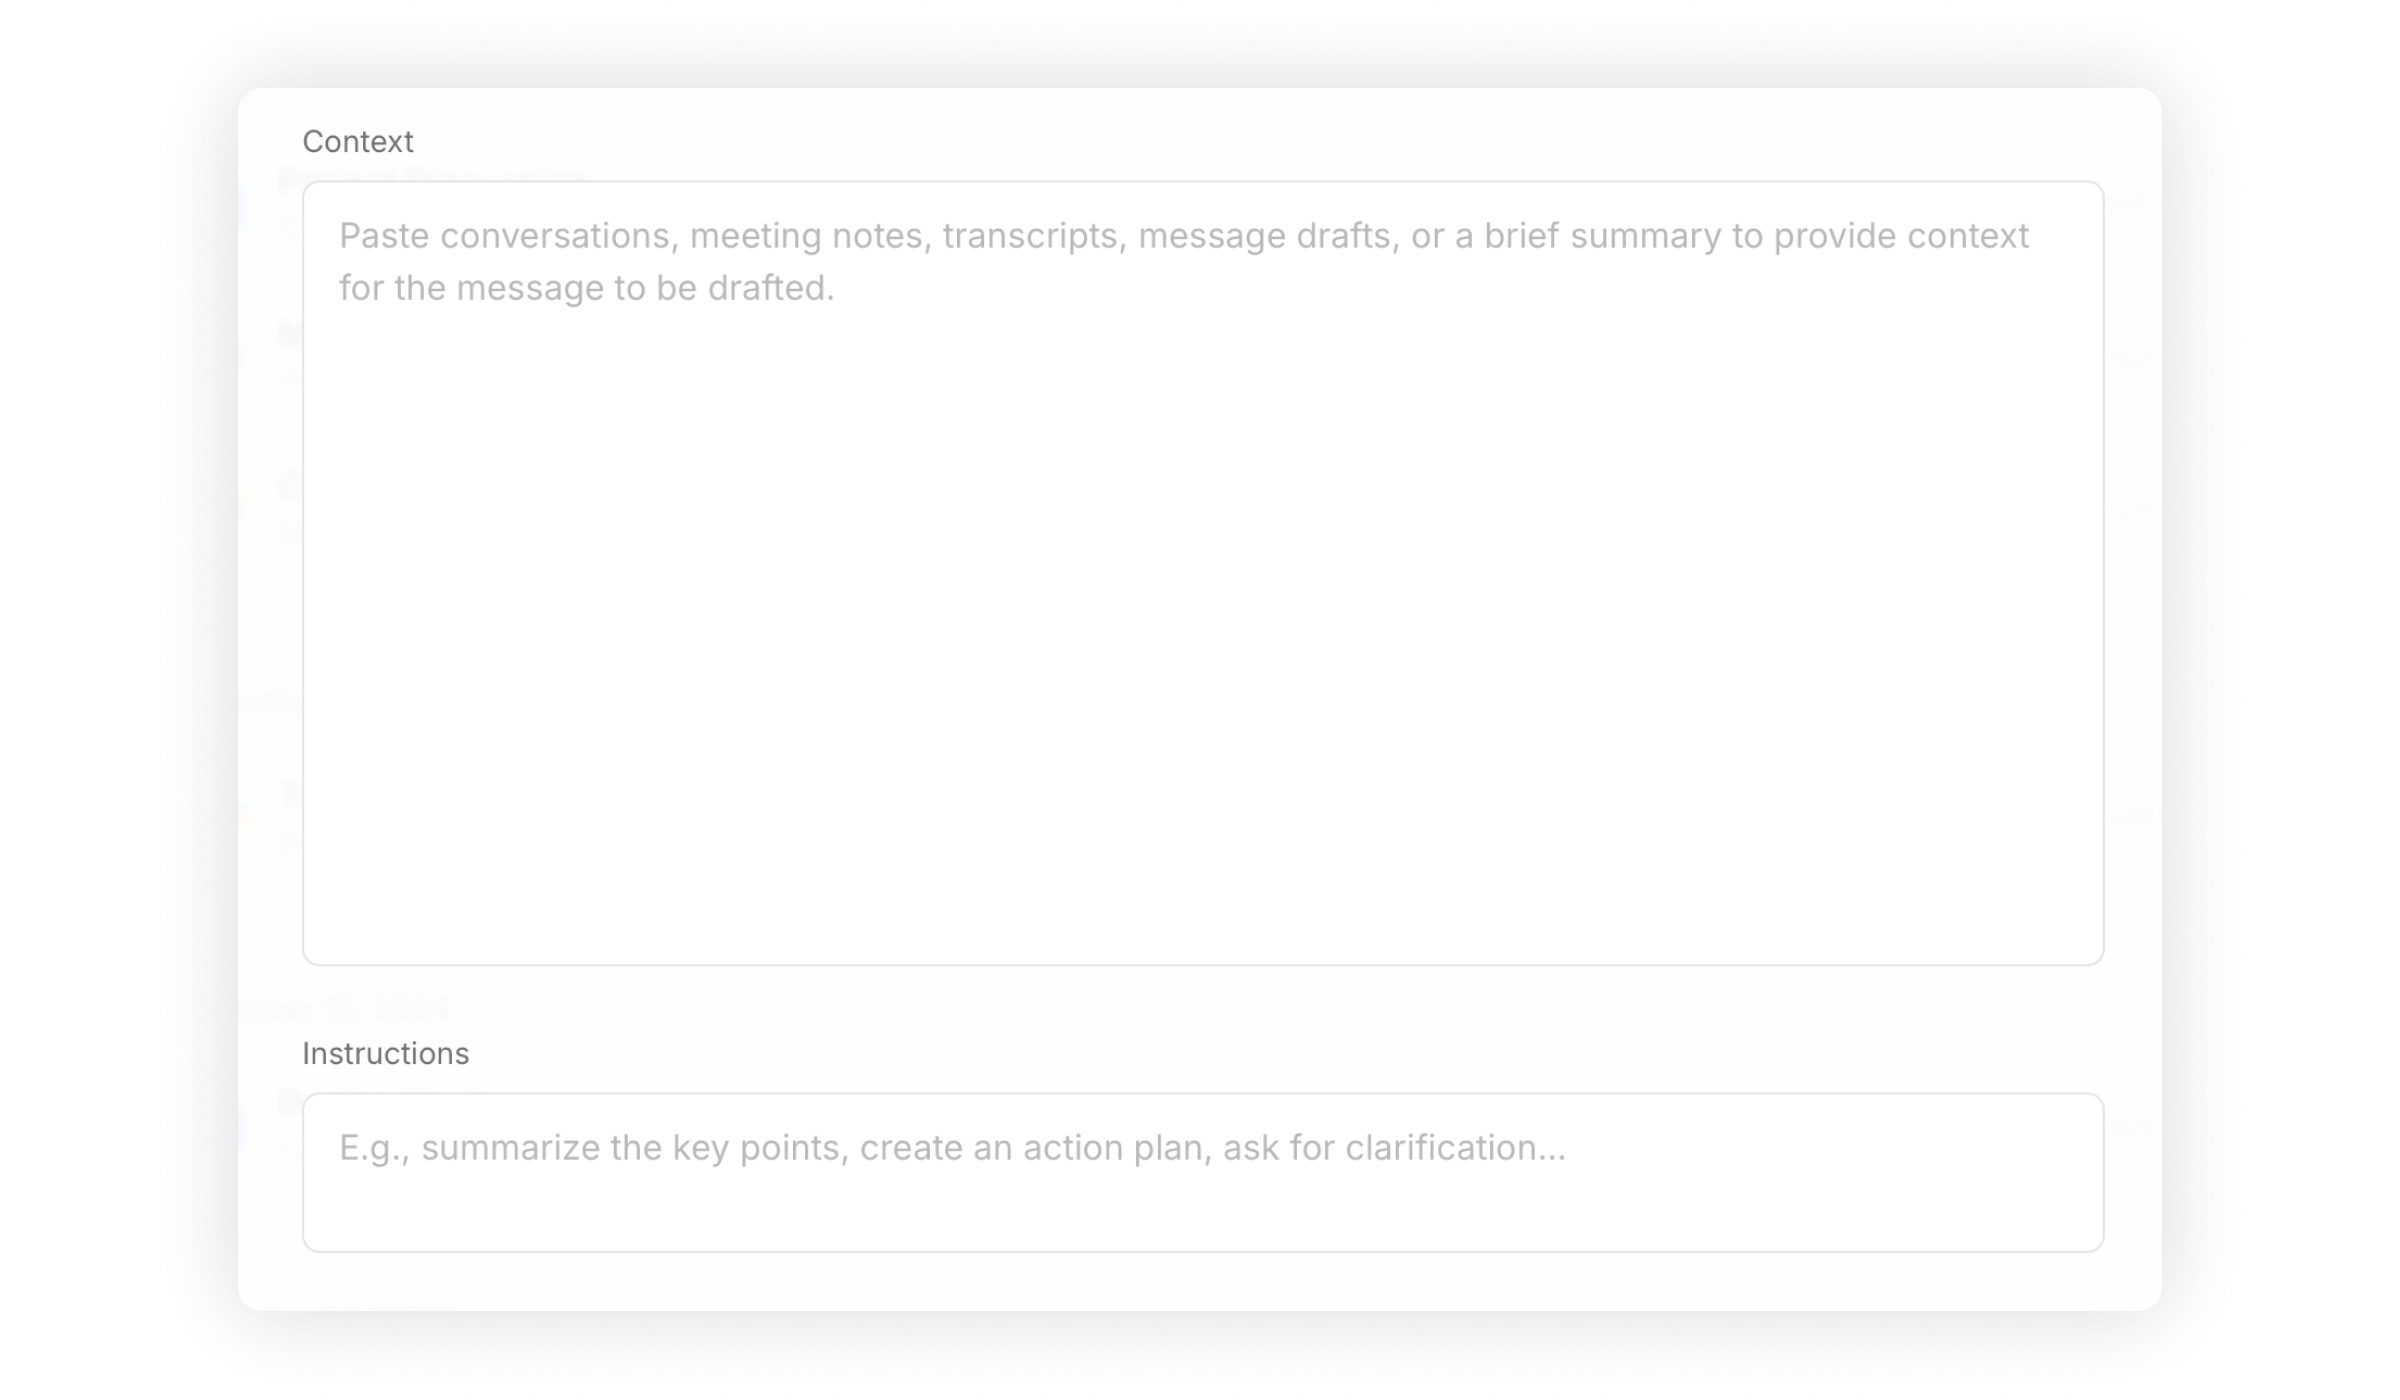 Context
Paste conversations, meeting notes, transcripts, message drafts, or a brief summary to provide context
for the message to be drafted.
Instructions
E.g., summarize the key points, create an action plan, ask for clarification...